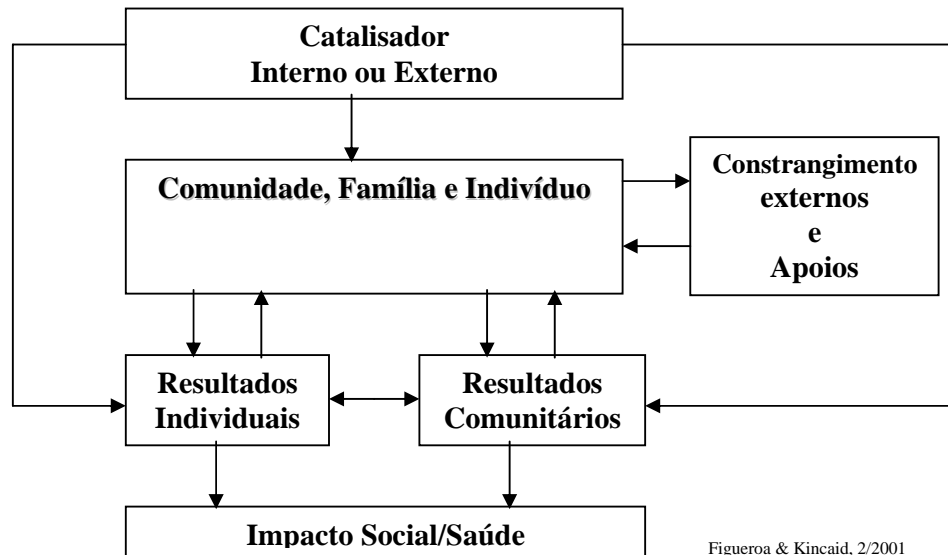 Catalisador
Interno ou Externo
Comunidade, Família e Indivíduo
Constrangimento
externos
e
Apoios
Resultados
Individuais
Resultados
Comunitários
Impacto Social/Saúde
Figueroa & Kincaid, 2/2001